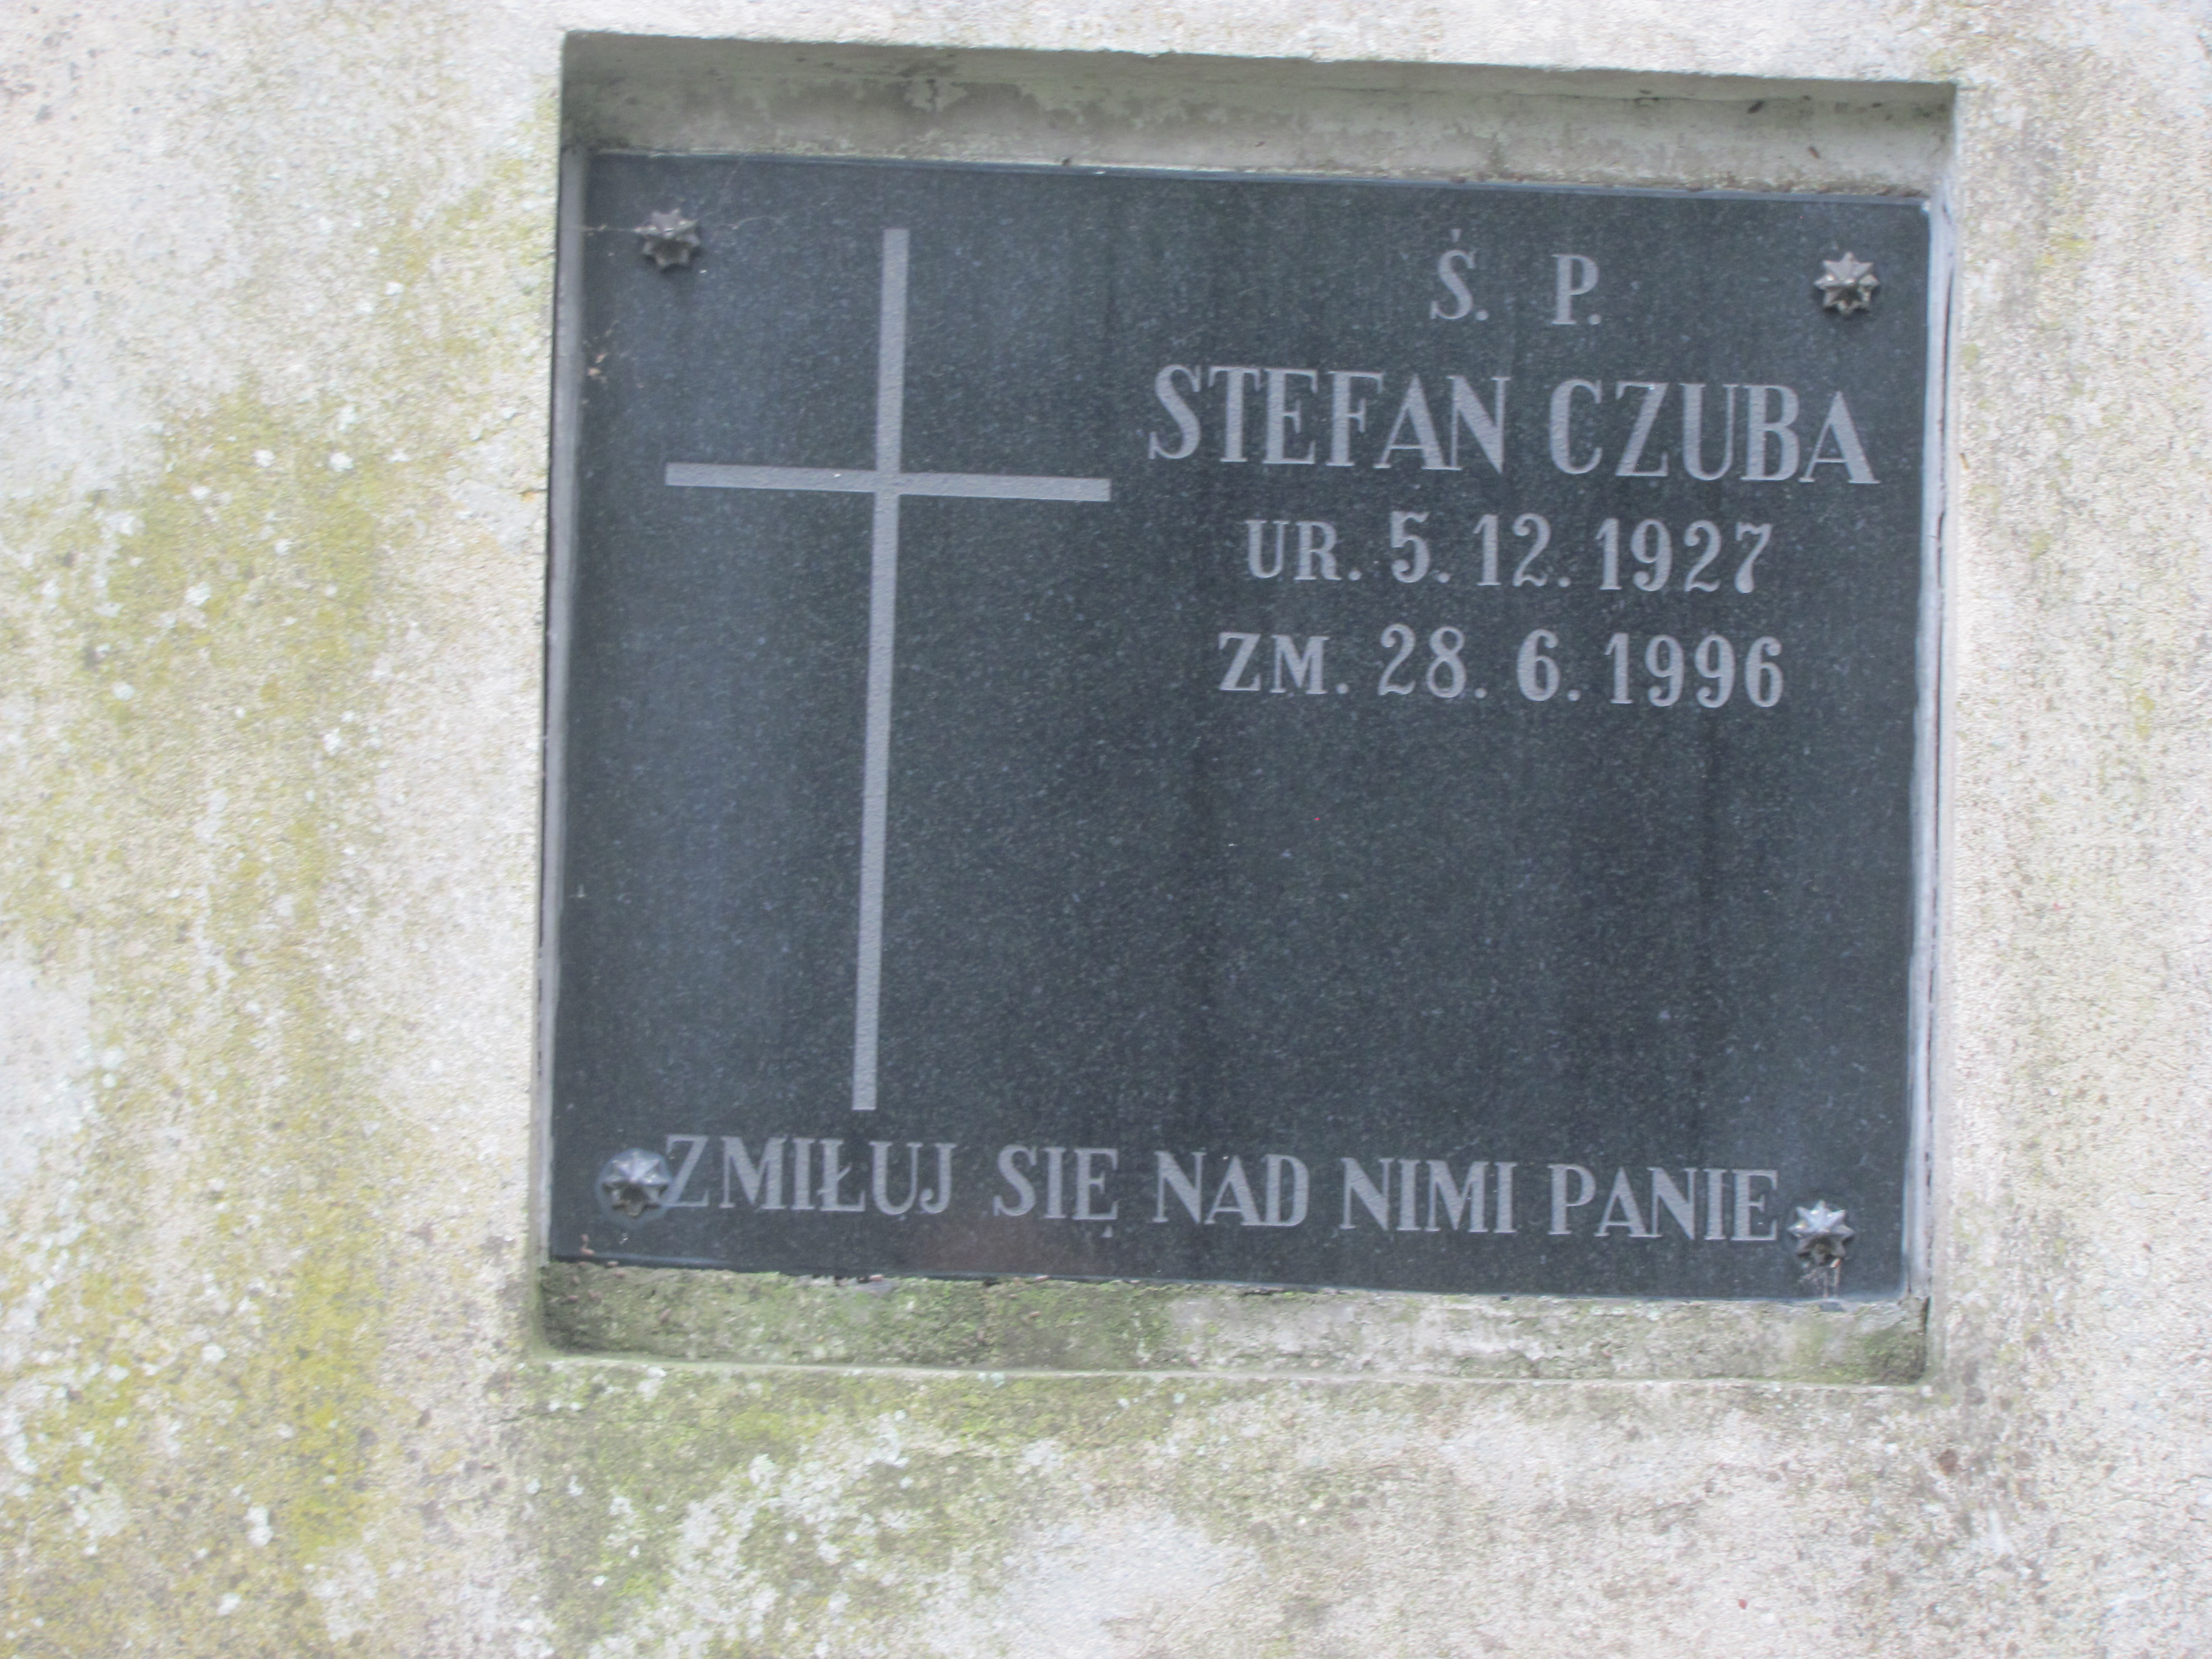 Ś. P.
STEFAN CZUBA
UR. 5. 12. 1927
ZM. 28. 6. 1996
ZMIŁUJ SIĘ NAD NIMI PANIE